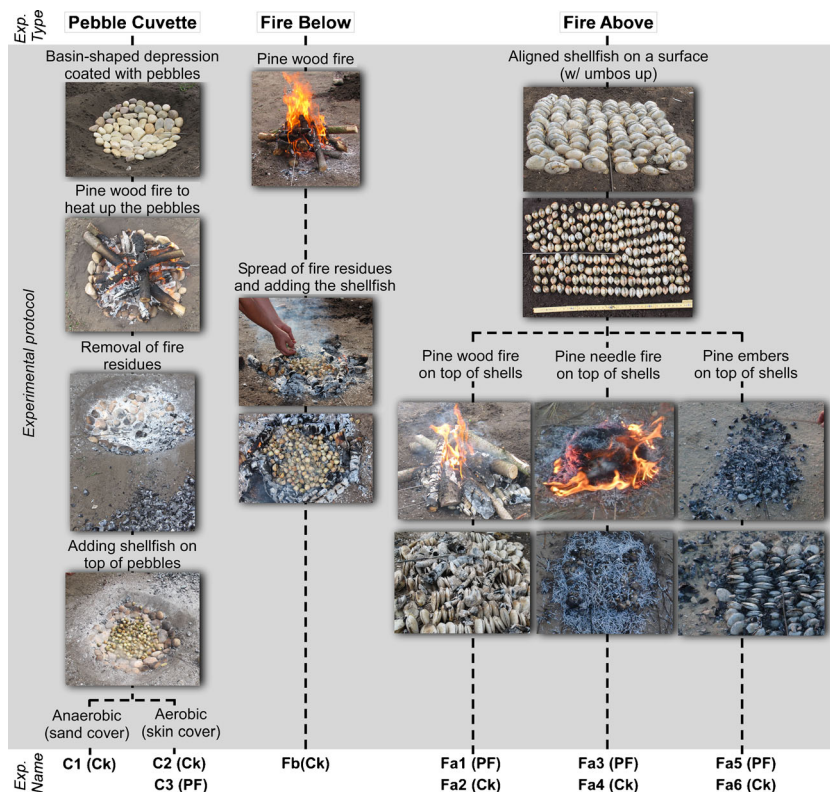 Exp.
Type
Pebble Cuvette
Fire Below
Fire Above
Experimental protocol
Basin-shaped depression
coated with pebbles
Pine wood fire to
heat up the pebbles
Removal of fire
residues
Adding shellfish on
top of pebbles
Anaerobic
(sand cover)
Aerobic
(skin cover)
Pine wood fire
Spread of fire residues
and adding the shellfish
Aligned shellfish on a surface
(w/ umbos up)
Pine wood fire
on top of shells
Pine needle fire
on top of shells
Pine embers
on top of shells
Exp.
Name
C1 (Ck)
C2 (Ck)
C3 (PF)
Fb(Ck)
Fa1 (PF)
Fa2 (Ck)
Fa3 (PF)
Fa4 (Ck)
Fa5 (PF)
Fa6 (Ck)